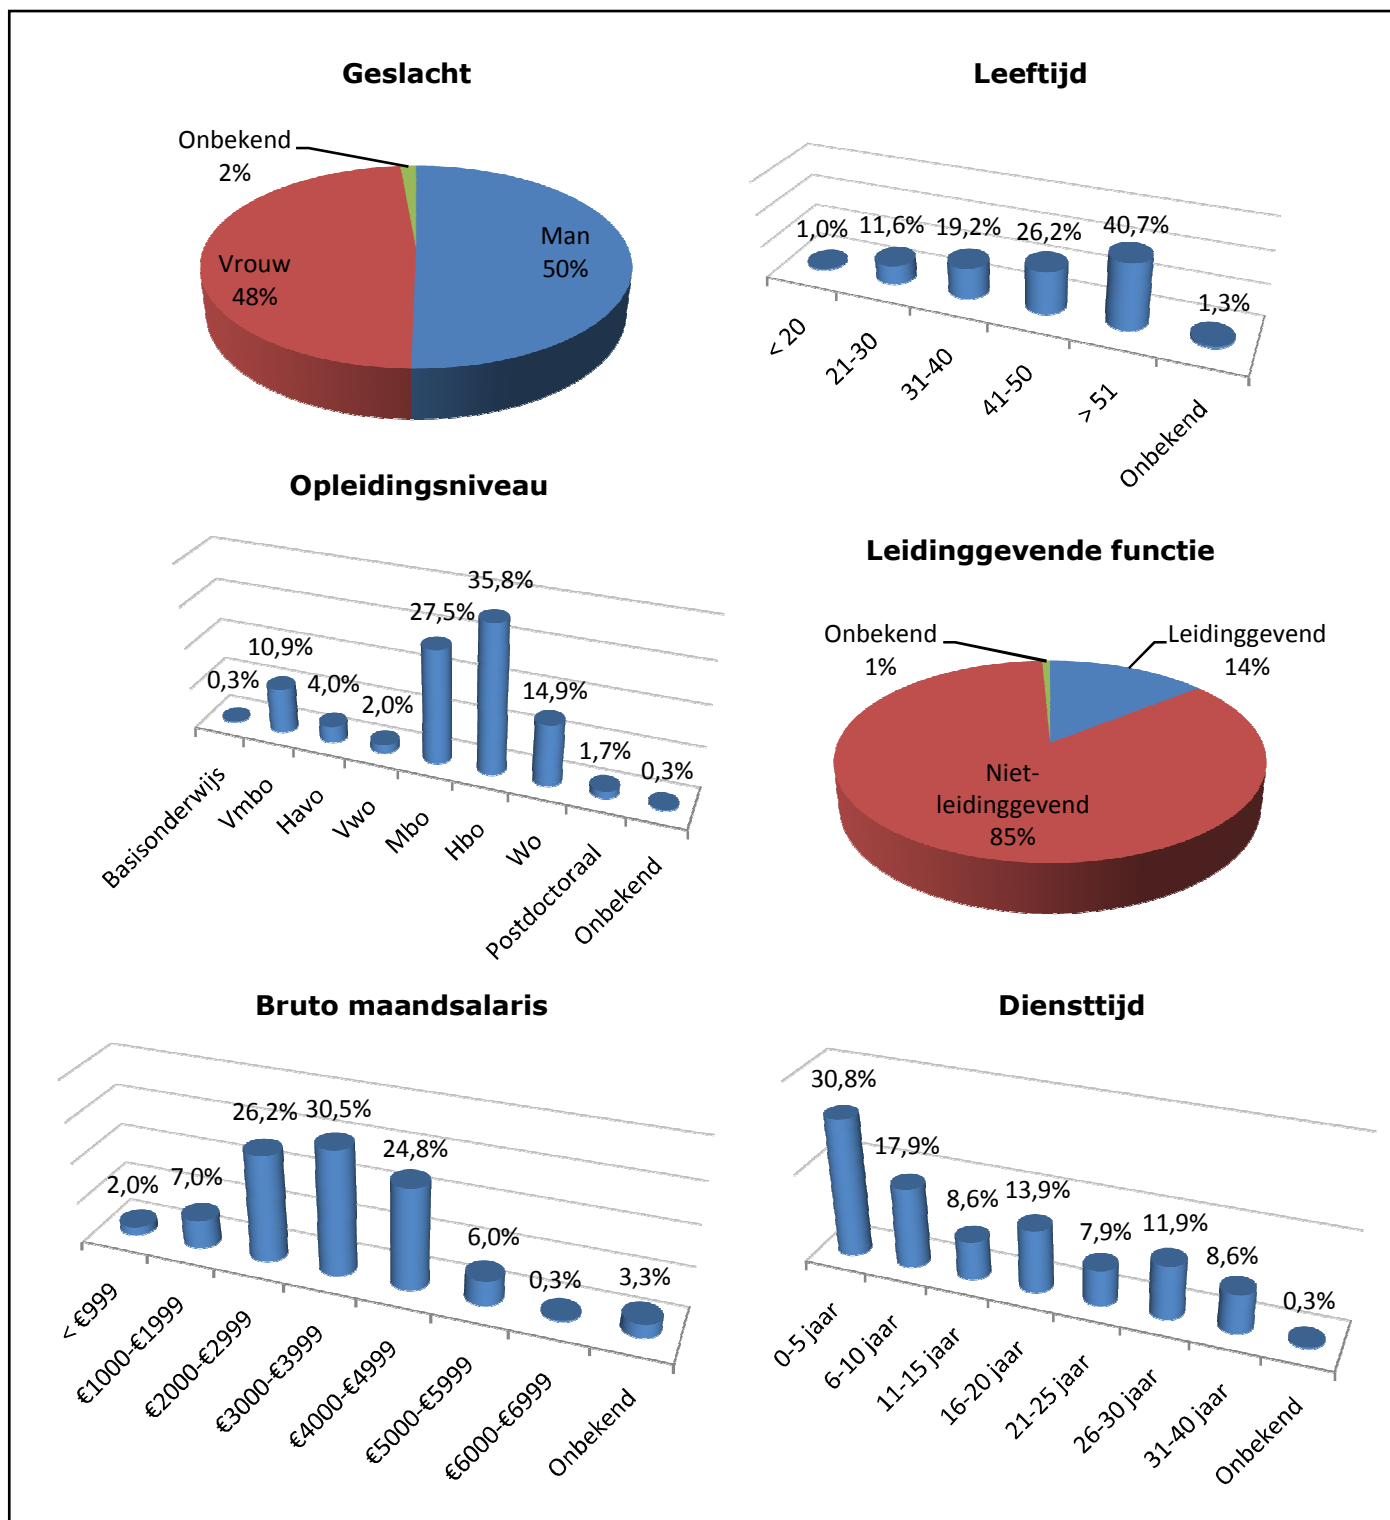 Geslacht
Onbekend
2%
Man
50%
Vrouw
48%
Leeftijd
1,0%
11,6%
19,2%
26,2%
40,7%
1,3%
< 20
21-30
31-40
41-50
> 51
Onbekend
Opleidingsniveau
0,3%
10,9%
4,0%
2,0%
27,5%
35,8%
14,9%
1,7%
0,3%
Basisonderwijs
Vmbo
Havo
Vwo
Mbo
Hbo
Wo
Postdoctoraal
Onbekend
Leidinggevende functie
Onbekend
1%
Leidinggevend
14%
Niet-
leidinggevend
85%
Bruto maandsalaris
2,0%
7,0%
26,2%
30,5%
24,8%
6,0%
0,3%
3,3%
< €999
€1000-€1999
€2000-€2999
€3000-€3999
€4000-€4999
€5000-€5999
€6000-€6999
Onbekend
Diensttijd
30,8%
17,9%
8,6%
13,9%
7,9%
11,9%
8,6%
0,3%
0-5 jaar
6-10 jaar
11-15 jaar
16-20 jaar
21-25 jaar
26-30 jaar
31-40 jaar
Onbekend